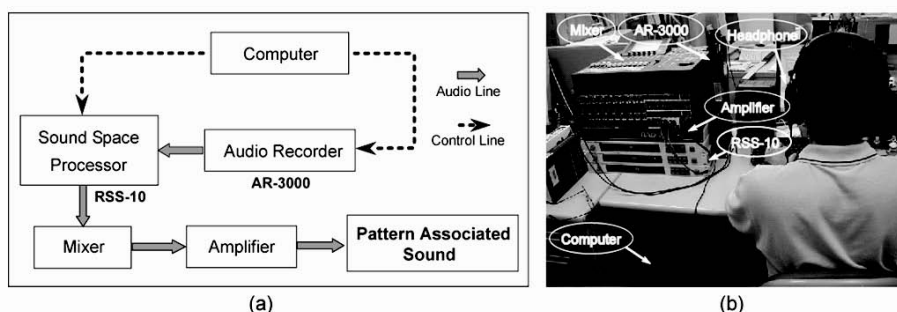 Computer
Audio Line
Control Line
Sound Space
Processor
RSS-10
Audio Recorder
AR-3000
Mixer
Amplifier
Pattern Associated
Sound
(a)
Mixer
AR-3000
Headphone
Amplifier
RSS-10
Computer
(b)